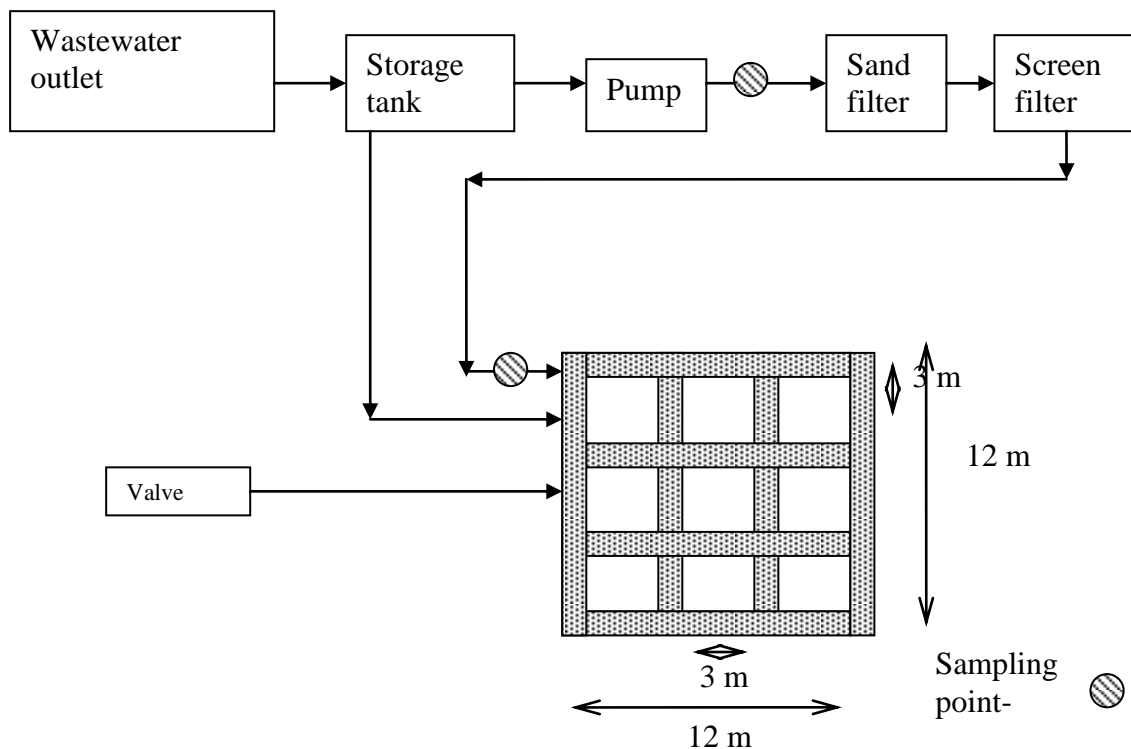 Wastewater
outlet
Storage
tank
Pump
Sand
filter
Screen
filter
3 m
12 m
Valve
3 m
12 m
Sampling
point-